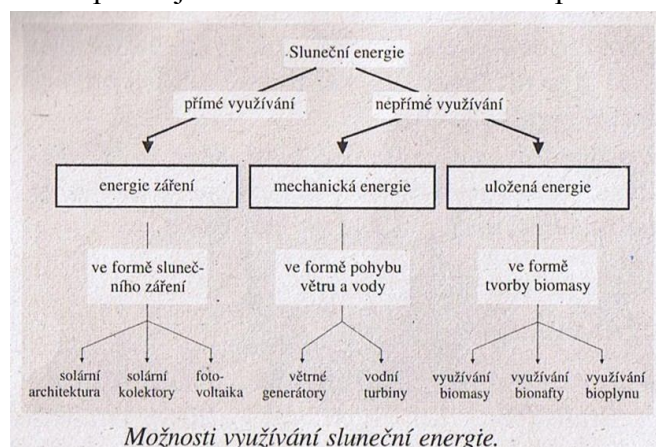 Sluneční energie
přímé využívání
nepřímé využívání
energie záření
mechanická energie
uložená energie
ve formě sluneč-
ního záření
ve formě pohybu
větru a vody
ve formě
tvorby biomasy
solární
architektura
solární
kolektory
foto-
voltaika
větrné
generátory
vodní
turbiny
využívání
biomasy
využívání
bionafty
využívání
bioplynu
Možnosti využívání sluneční energie.